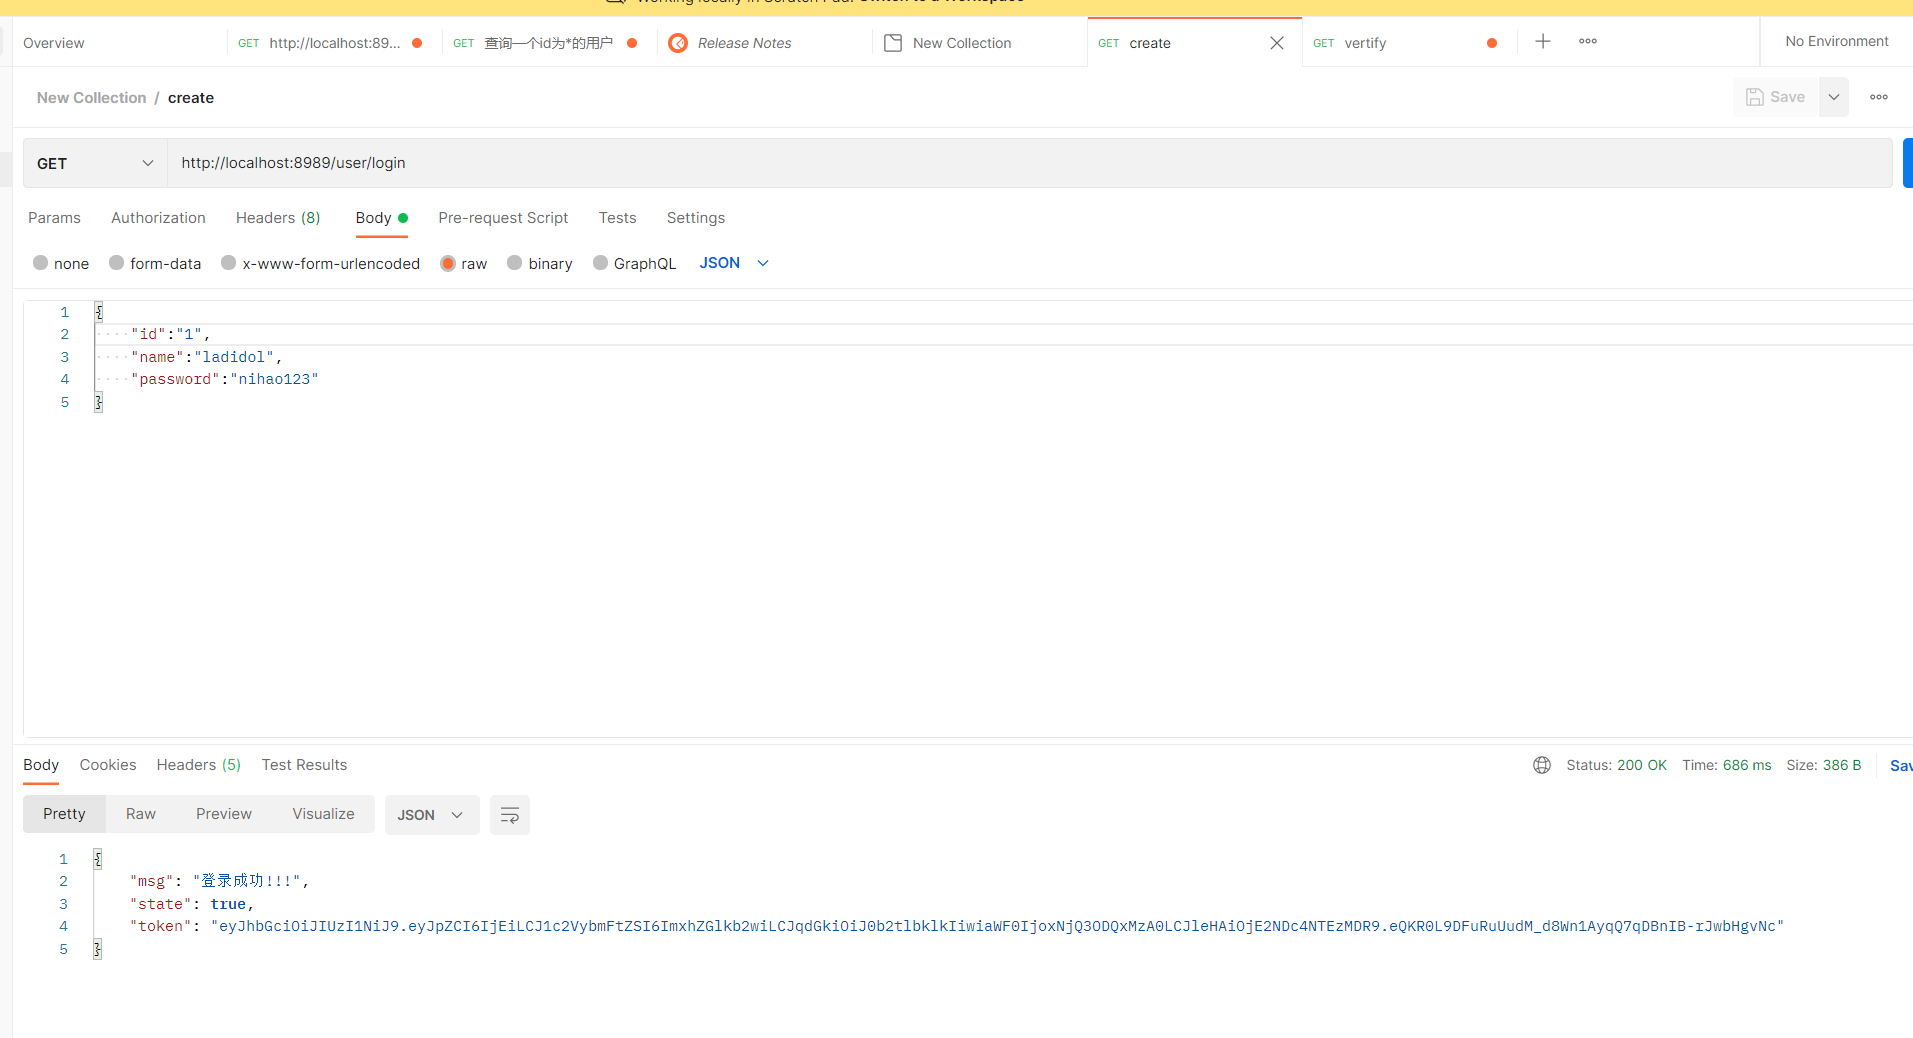 Working locally in Scratch Pad. Switch to a Workspace
Overview
GET http://localhost:89...
GET 查询一个id为*的用户
Release Notes
New Collection
GET create
GET vertify
No Environment
New Collection / create
Save
GET http://localhost:8989/user/login
Params Authorization Headers (8) Body Pre-request Script Tests Settings
none form-data x-www-form-urlencoded raw binary GraphQL JSON
1 {
2 "id":"1",
3 "name":"ladidol",
4 "password":"nihao123"
5 }
Body Cookies Headers (5) Test Results
Status: 200 OK Time: 686 ms Size: 386 B Sav
Pretty Raw Preview Visualize JSON
1 {
2 "msg": "登录成功!!!",
3 "state": true,
4 "token": "eyJhbGciOiJIUzI1NiJ9.eyJpZCI6IjEiLCJ1c2VybmFtZSI6ImxhZGlkb2wiLCJqdGkiOiJ0b2tlbklkIiwiaWF0IjoxNjQ3ODQxMzA0LCJleHAiOjE2NDc4NTEzMDR9.eQKR0L9DFuRuUudM_d8Wn1AyqQ7qDBnIB-rJwbHgvNc"
5 }